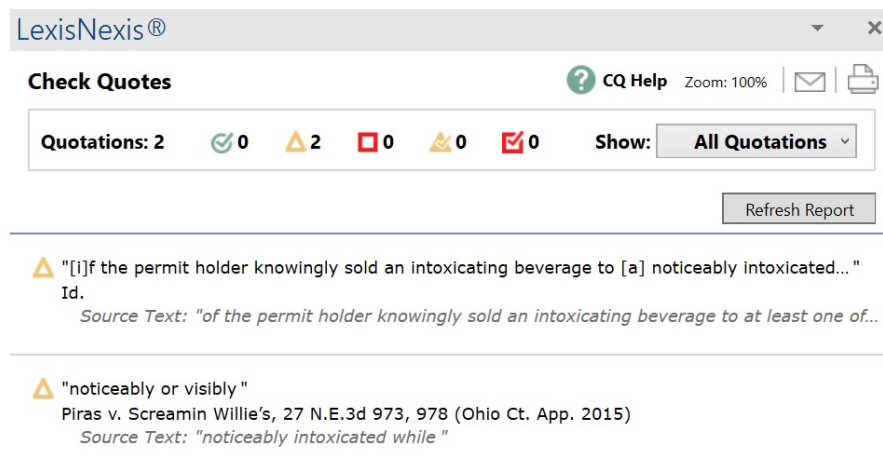 LexisNexis®
Check Quotes
CQ Help Zoom: 100%
Quotations: 2 0 2 0 0 0 Show: All Quotations
Refresh Report
"[i]f the permit holder knowingly sold an intoxicating beverage to [a] noticeably intoxicated... "
Id.
Source Text: "of the permit holder knowingly sold an intoxicating beverage to at least one of...
"noticeably or visibly "
Piras v. Screamin Willie's, 27 N.E.3d 973, 978 (Ohio Ct. App. 2015)
Source Text: "noticeably intoxicated while "